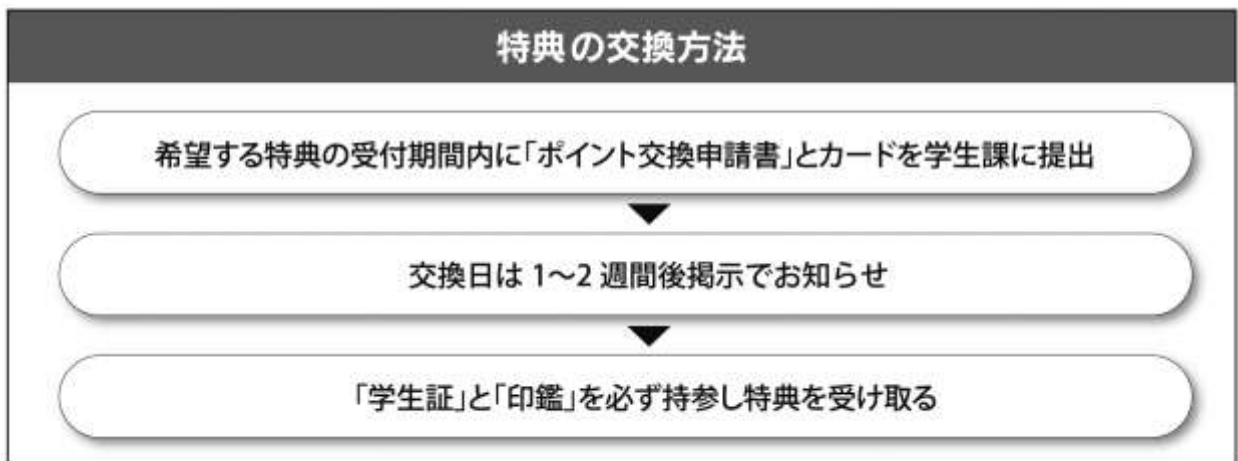 特典の交換方法
希望する特典の受付期間内に「ポイント交換申請書」とカードを学生課に提出
交換日は 1〜2 週間後掲示でお知らせ
「学生証」と「印鑑」を必ず持参し特典を受け取る